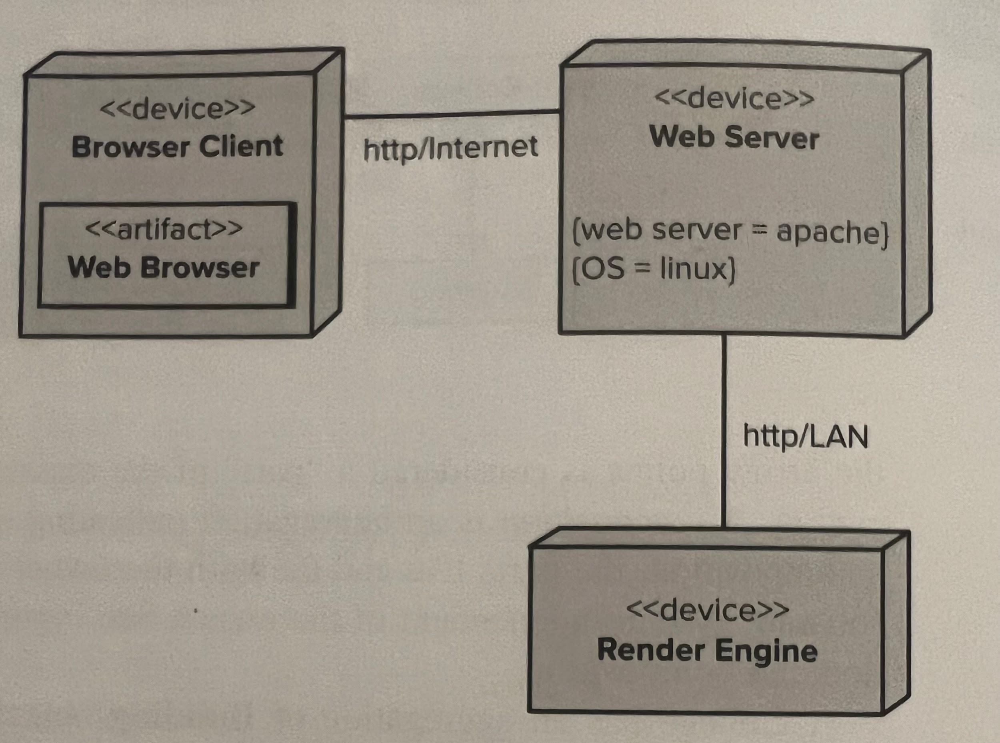 <<device>>
Browser Client
<<artifact>>
Web Browser
http/Internet
<<device>>
Web Server
{web server = apache}
{OS = linux}
http/LAN
<<device>>
Render Engine